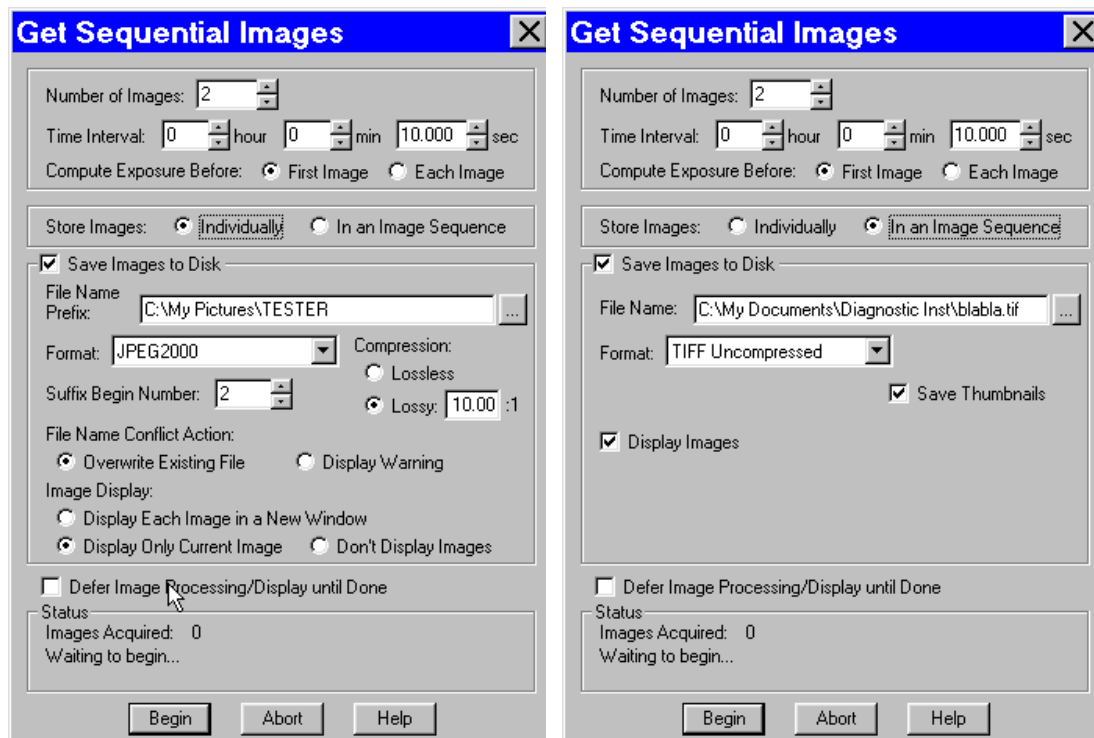 Get Sequential Images
Number of Images: 2
Time Interval: 0 hour 0 min 10.000 sec
Compute Exposure Before: First Image Each Image
Store Images: Individually In an Image Sequence
Save Images to Disk
File Name
Prefix: C:\My Pictures\TESTER ...
Format: JPEG2000
Compression:
Lossless
Lossy: 10.00 :1
Suffix Begin Number: 2
File Name Conflict Action:
Overwrite Existing File Display Warning
Image Display:
Display Each Image in a New Window
Display Only Current Image Don't Display Images
Defer Image Processing/Display until Done
Status
Images Acquired: 0
Waiting to begin...
Begin Abort Help
Get Sequential Images
Number of Images: 2
Time Interval: 0 hour 0 min 10.000 sec
Compute Exposure Before: First Image Each Image
Store Images: Individually In an Image Sequence
Save Images to Disk
File Name: C:\My Documents\Diagnostic Inst\blabla.tif ...
Format: TIFF Uncompressed
Save Thumbnails
Display Images
Defer Image Processing/Display until Done
Status
Images Acquired: 0
Waiting to begin...
Begin Abort Help